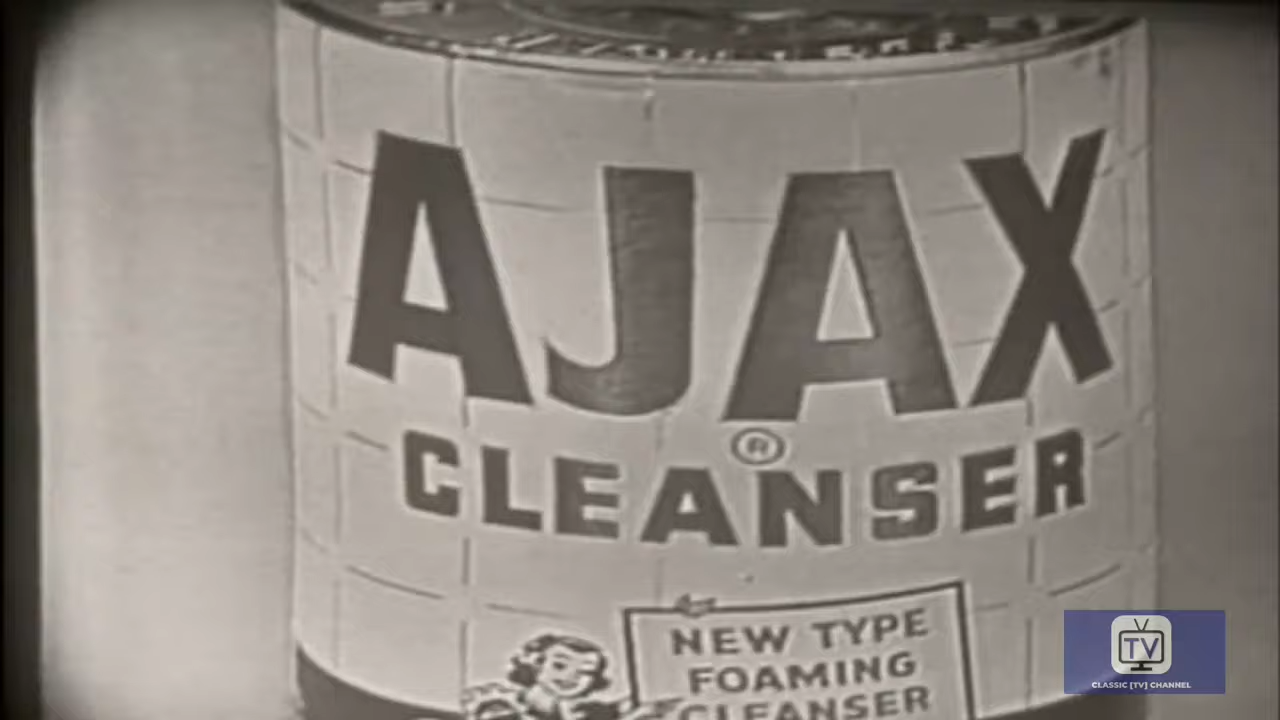 AJAX
®
CLEANSER
NEW TYPE
FOAMING
CLEANSER
TV
CLASSIC [TV] CHANNEL